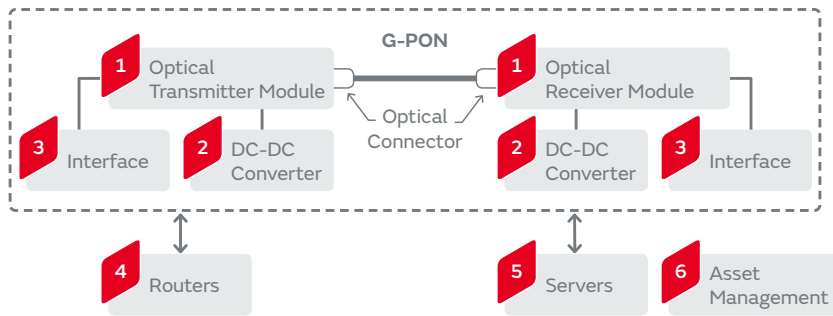 G-PON
1
Optical
Transmitter Module
1
Optical
Receiver Module
Optical
Connector
3
Interface
2
DC-DC
Converter
2
DC-DC
Converter
3
Interface
4
Routers
5
Servers
6
Asset
Management